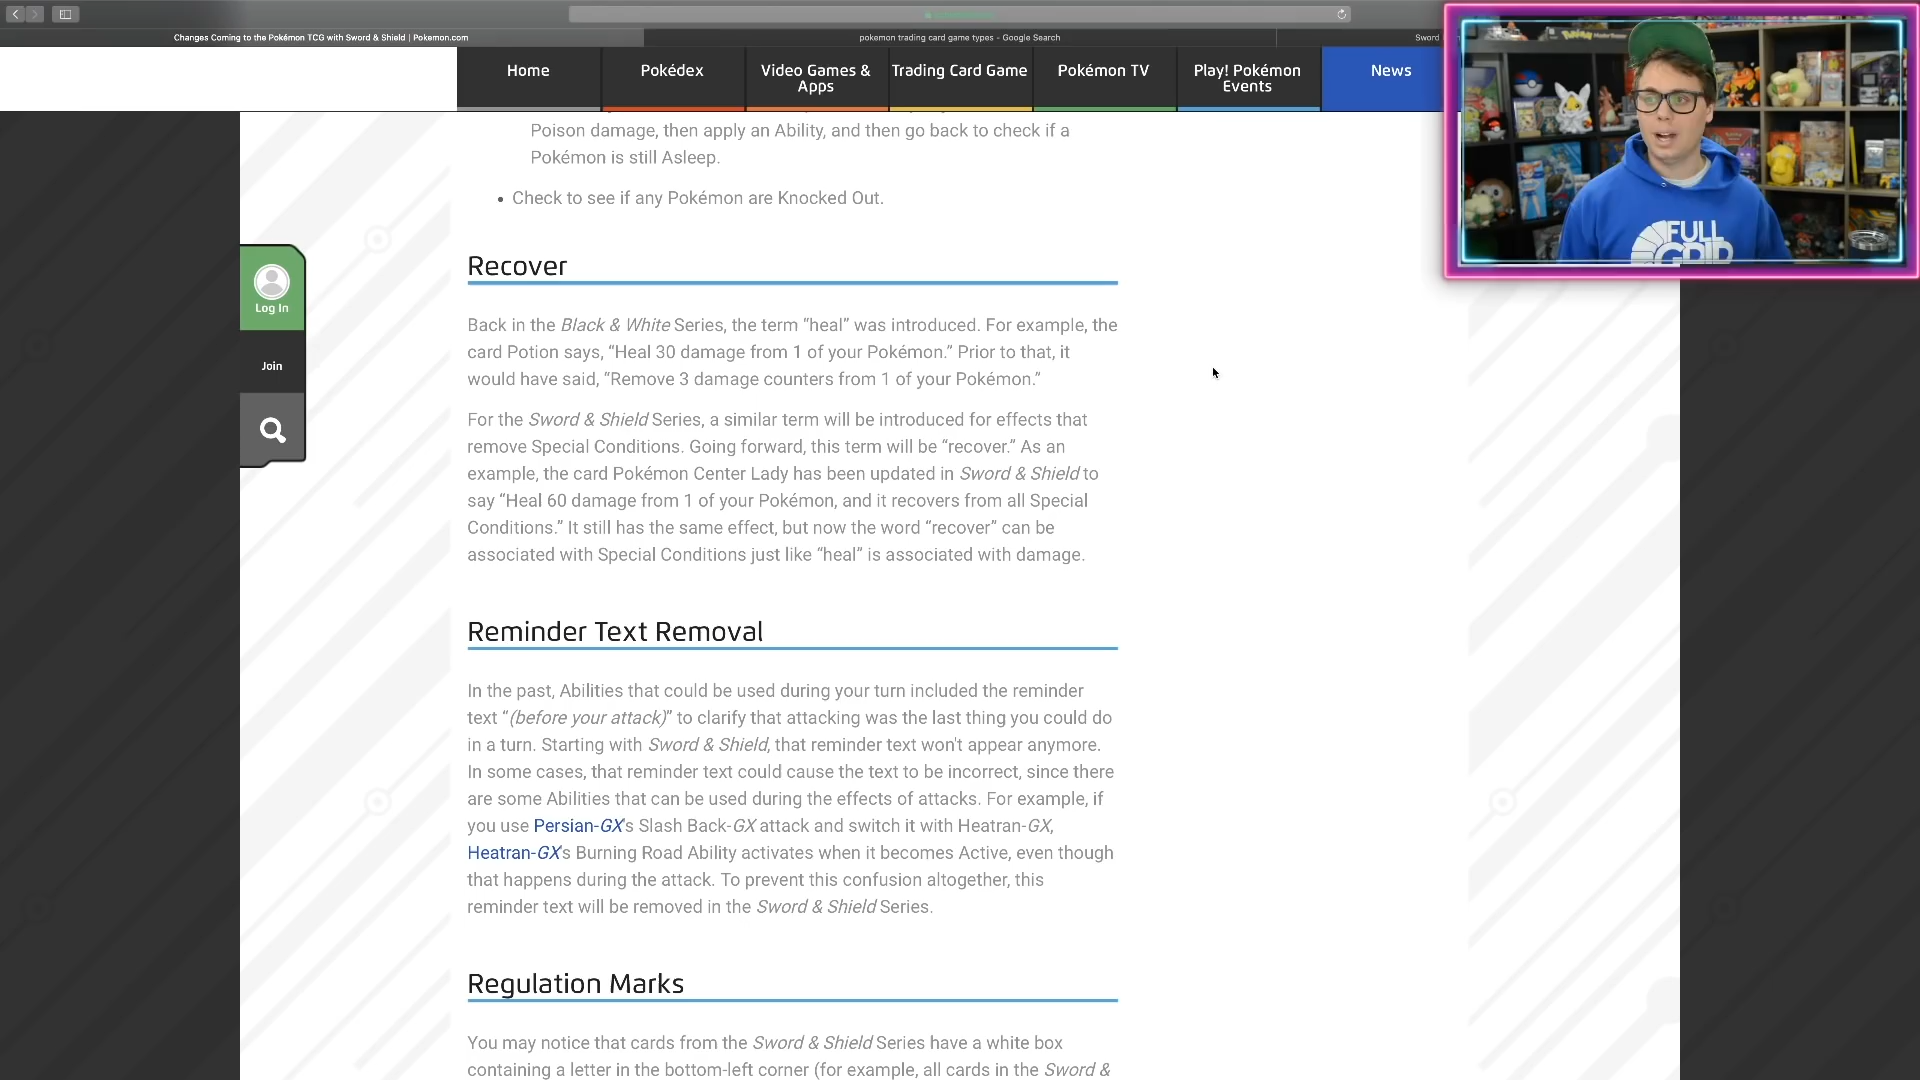 Changes Coming to the Pokémon TCG with Sword & Shield | Pokemon.com
pokemon trading card game types - Google Search
Sword
Home
Pokédex
Video Games &
Apps
Trading Card Game
Pokémon TV
Play! Pokémon
Events
News
Poison damage, then apply an Ability, and then go back to check if a
Pokémon is still Asleep.
• Check to see if any Pokémon are Knocked Out.
Log In
Join
Recover
Back in the Black & White Series, the term “heal” was introduced. For example, the
card Potion says, “Heal 30 damage from 1 of your Pokémon.” Prior to that, it
would have said, “Remove 3 damage counters from 1 of your Pokémon.”
For the Sword & Shield Series, a similar term will be introduced for effects that
remove Special Conditions. Going forward, this term will be “recover.” As an
example, the card Pokémon Center Lady has been updated in Sword & Shield to
say “Heal 60 damage from 1 of your Pokémon, and it recovers from all Special
Conditions.” It still has the same effect, but now the word “recover” can be
associated with Special Conditions just like “heal” is associated with damage.
Reminder Text Removal
In the past, Abilities that could be used during your turn included the reminder
text “(before your attack)” to clarify that attacking was the last thing you could do
in a turn. Starting with Sword & Shield, that reminder text won't appear anymore.
In some cases, that reminder text could cause the text to be incorrect, since there
are some Abilities that can be used during the effects of attacks. For example, if
you use Persian-GX's Slash Back-GX attack and switch it with Heatran-GX,
Heatran-GX's Burning Road Ability activates when it becomes Active, even though
that happens during the attack. To prevent this confusion altogether, this
reminder text will be removed in the Sword & Shield Series.
Regulation Marks
You may notice that cards from the Sword & Shield Series have a white box
containing a letter in the bottom-left corner (for example, all cards in the Sword &
FULL
GRIP